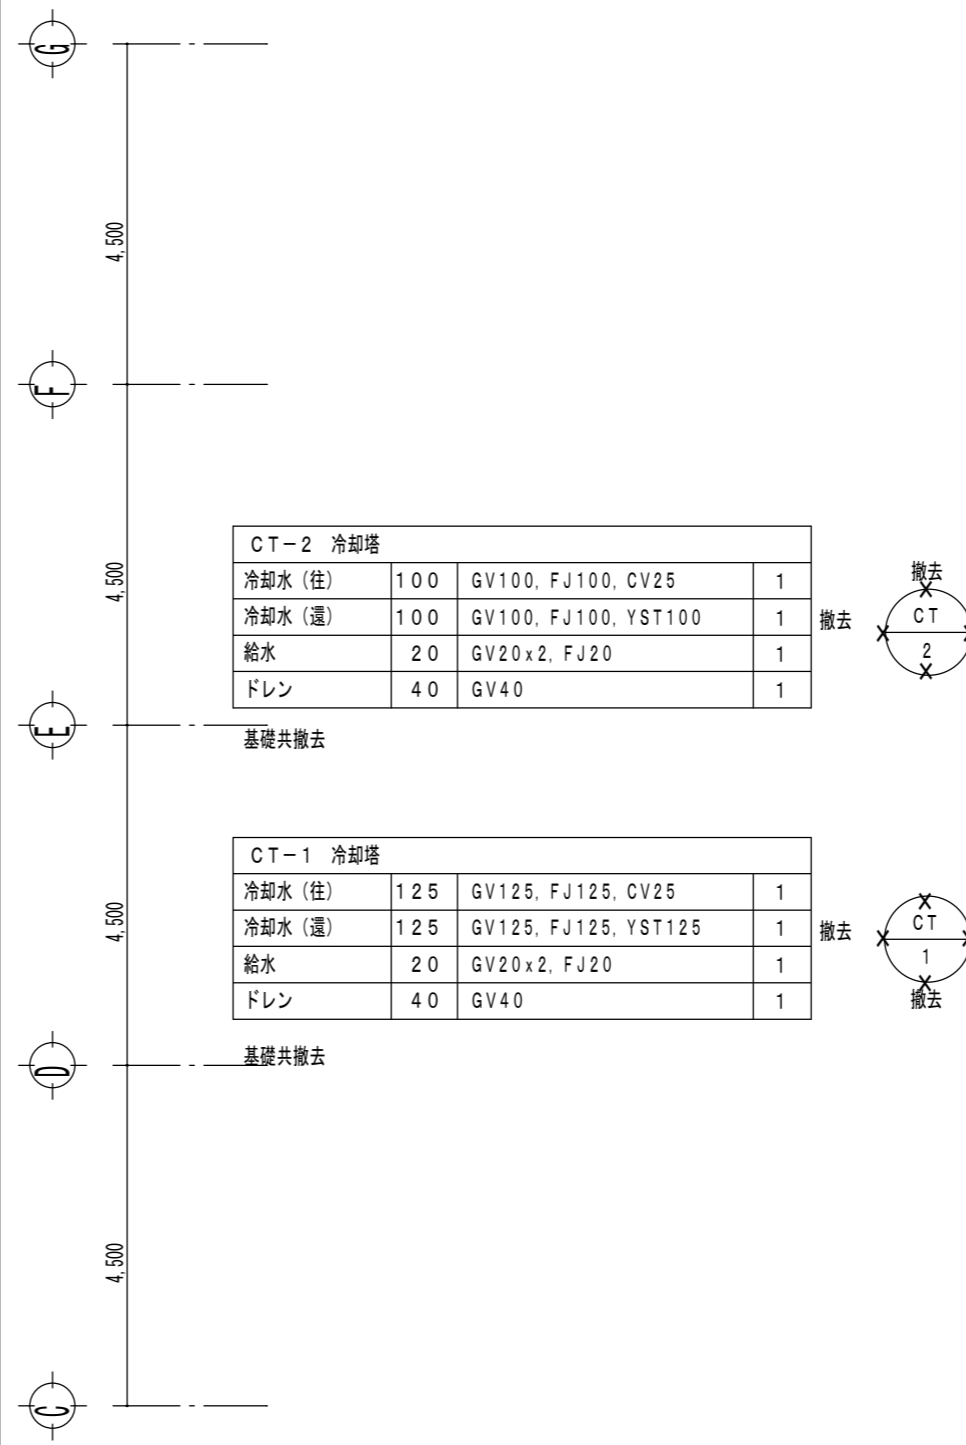 G
4,500
F
4,500
CT-2 冷却塔
冷却水（往） 100 GV100, FJ100, CV25 1
冷却水（還） 100 GV100, FJ100, YST100 1
給水 20 GV20x2, FJ20 1
ドレン 40 GV40 1
撤去
撤去
CT
2
E
基礎共撤去
4,500
CT-1 冷却塔
冷却水（往） 125 GV125, FJ125, CV25 1
冷却水（還） 125 GV125, FJ125, YST125 1
給水 20 GV20x2, FJ20 1
ドレン 40 GV40 1
撤去
CT
1
撤去
基礎共撤去
D
4,500
C